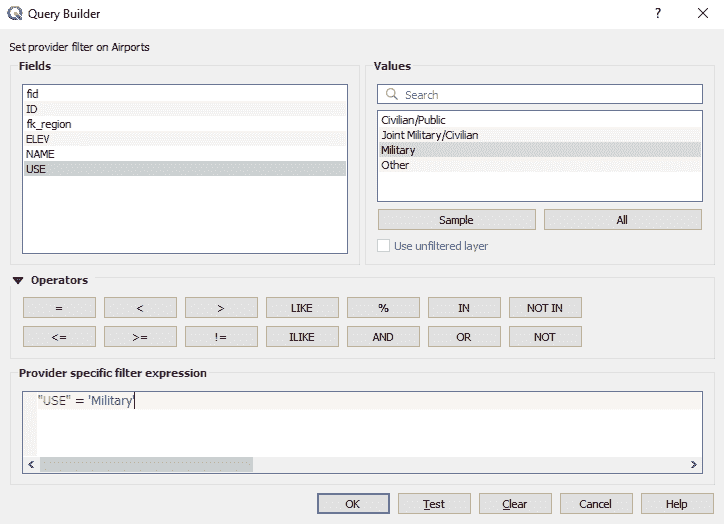 Query Builder
?
Set provider filter on Airports
Fields
fid
ID
fk_region
ELEV
NAME
USE
Values
Search
Civilian/Public
Joint Military/Civilian
Military
Other
Sample All
Use unfiltered layer
Operators
= < > LIKE % IN NOT IN
<= >= != ILIKE AND OR NOT
Provider specific filter expression
"USE" = 'Military'
OK Test Clear Cancel Help